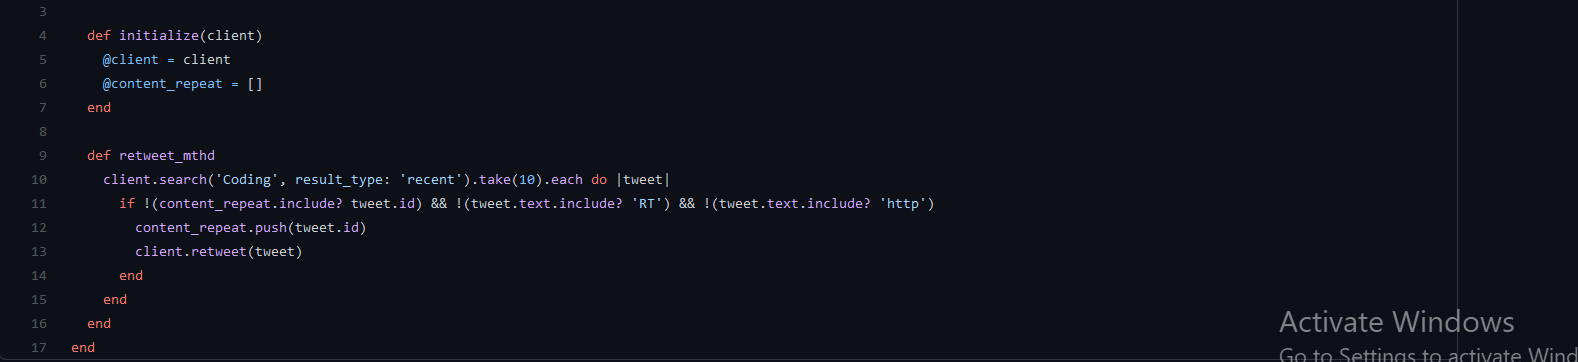 3
4 def initialize(client)
5 @client = client
6 @content_repeat = []
7 end
8
9 def retweet_mthd
10 client.search('Coding', result_type: 'recent').take(10).each do |tweet|
11 if !(content_repeat.include? tweet.id) && !(tweet.text.include? 'RT') && !(tweet.text.include? 'http')
12 content_repeat.push(tweet.id)
13 client.retweet(tweet)
14 end
15 end
16 end
17 end
Activate Windows
Go to Settings to activate Wind